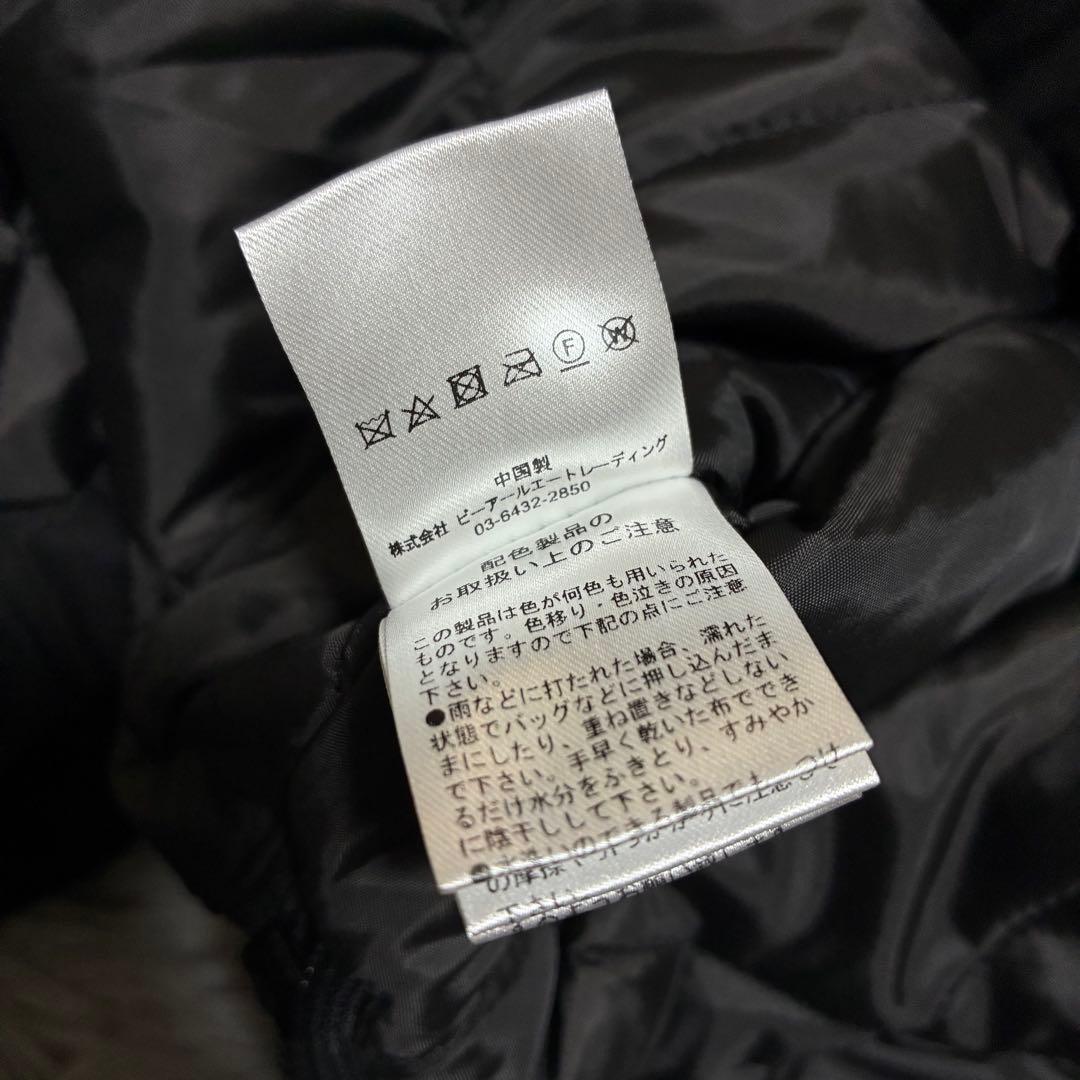 F
W
中国製
株式会社 ビーアールエートレーディング
03-6432-2850
配色製品の
お取扱い上のご注意
この製品は色が何色も用いられた
ものです。色移り・色泣きの原因
となりますので下記の点にご注意
下さい。
●雨などに打たれた場合、濡れた
状態でバッグなどに押し込んだま
まにしたり、重ね置きなどしない
で下さい。手早く乾いた布ででき
るだけ水分をふきとり、すみやか
に陰干しして下さい。